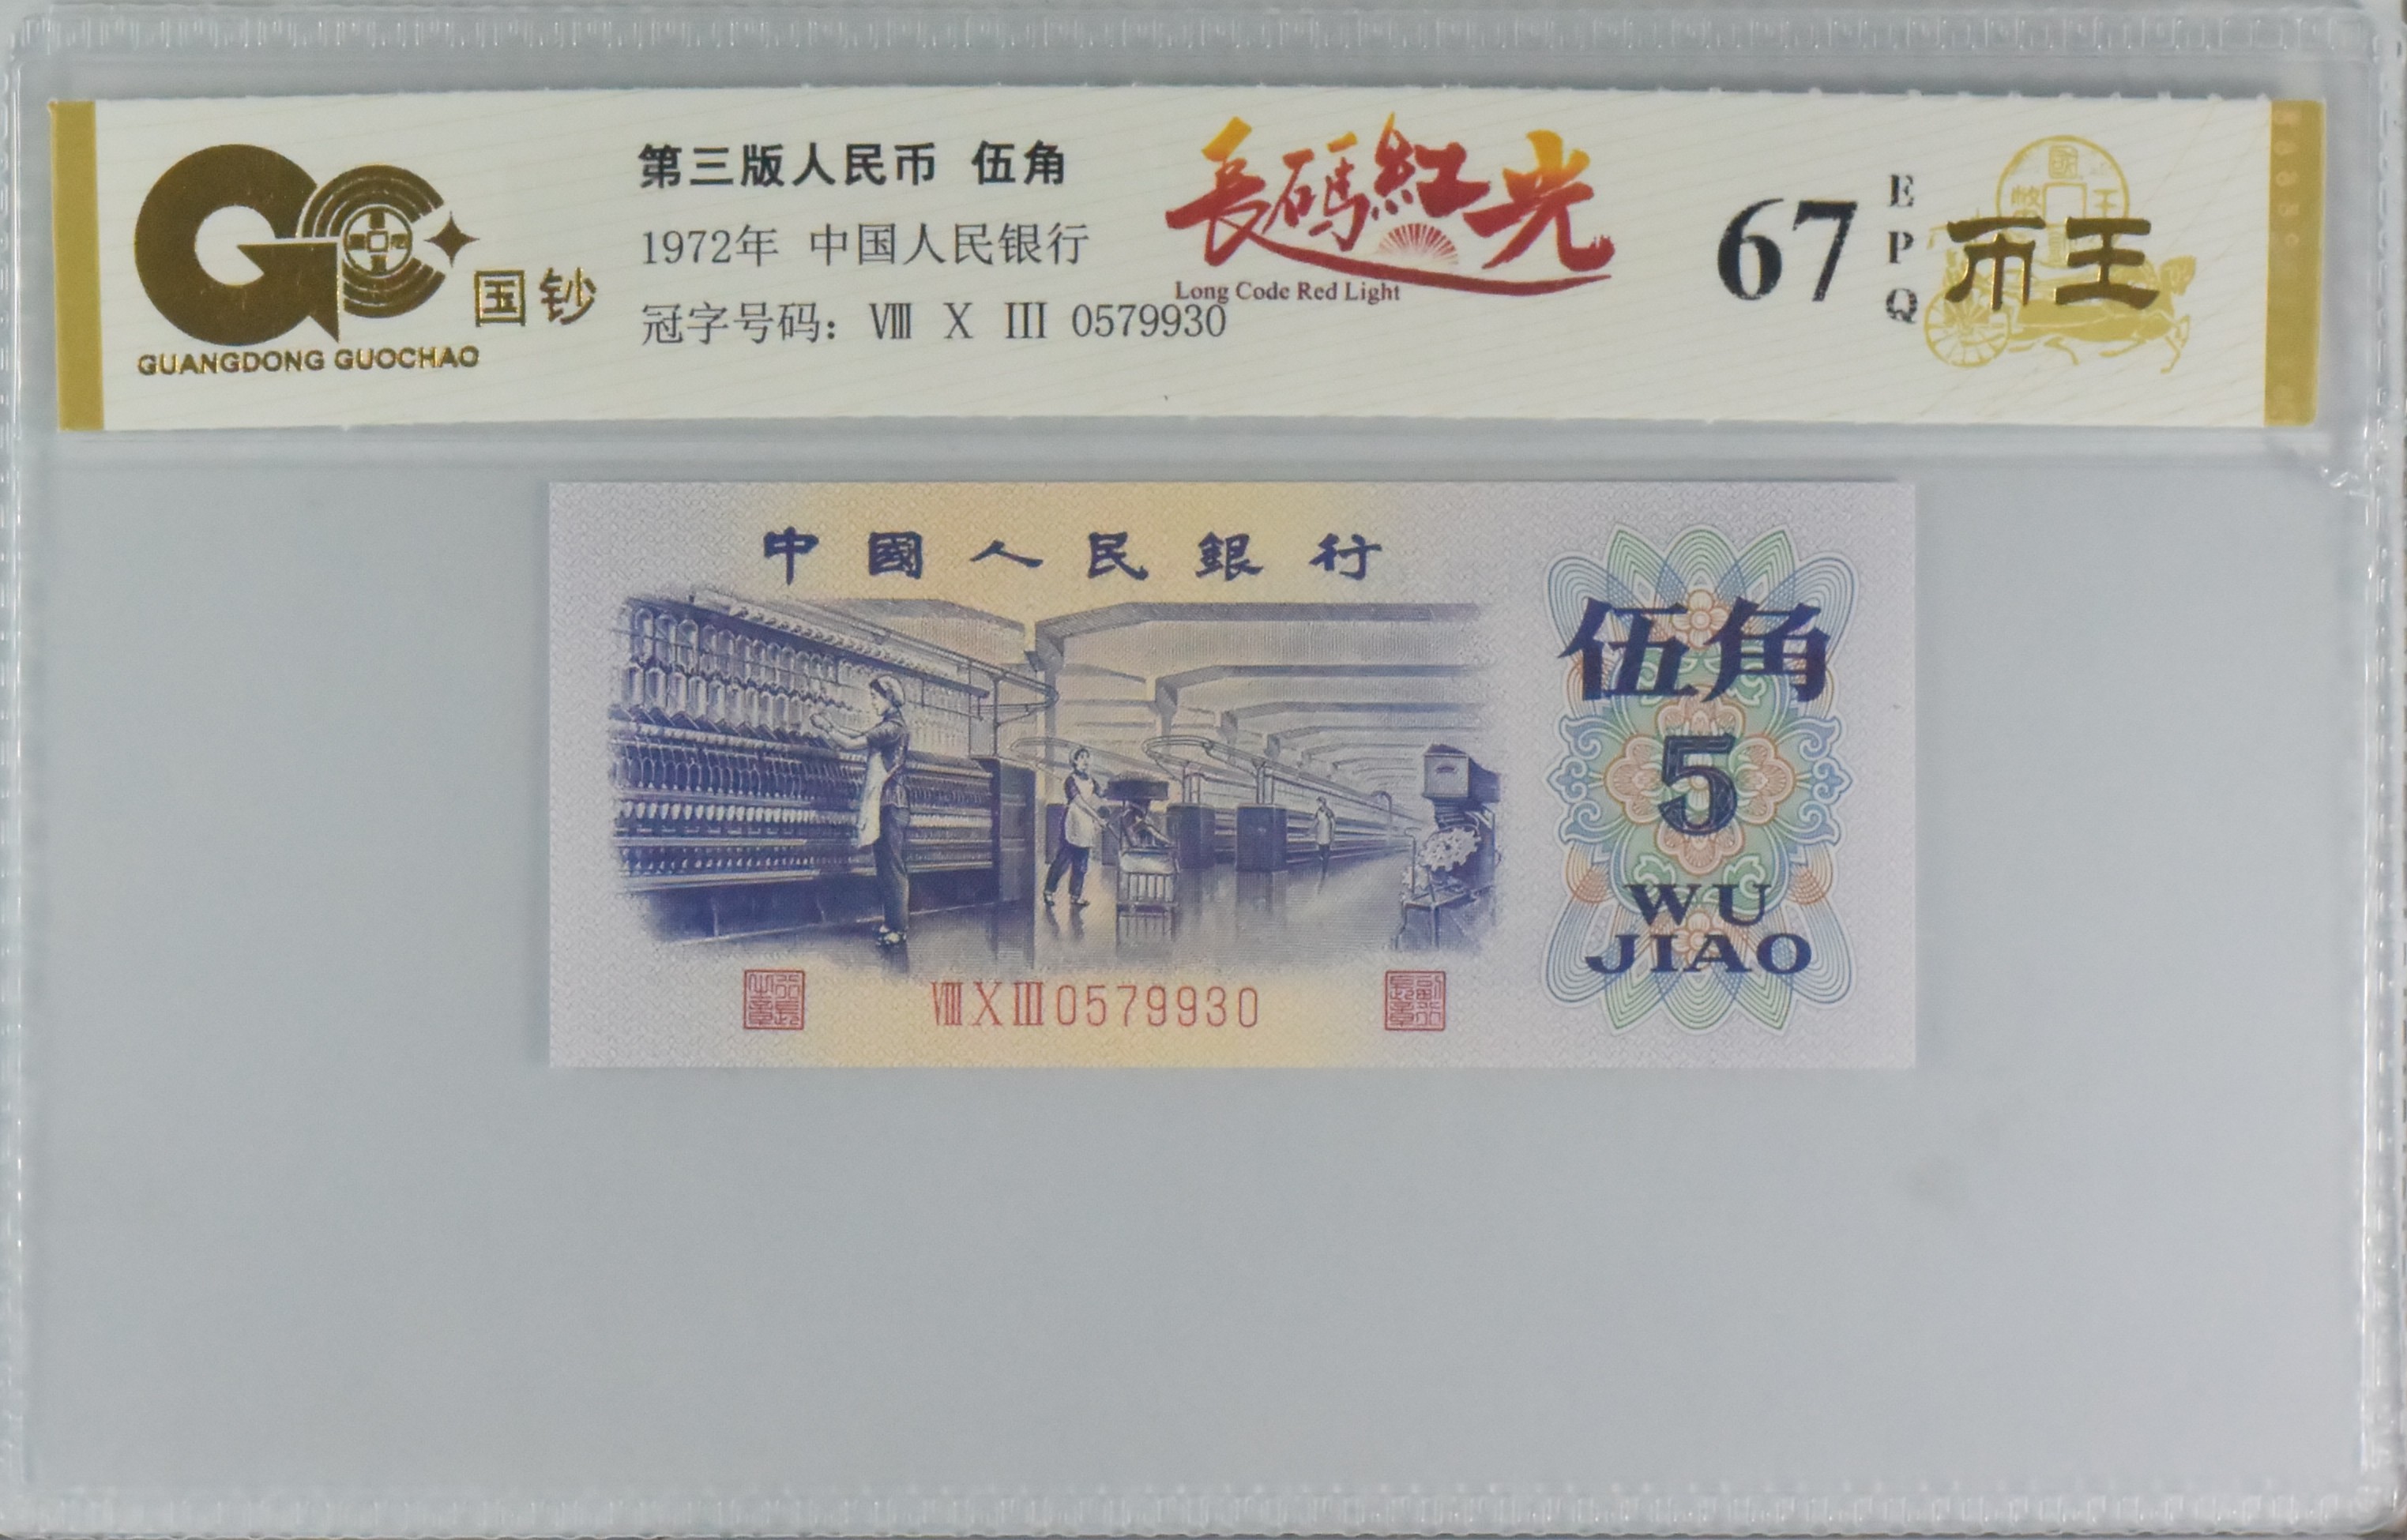 第三版人民币 伍角
1972年 中国人民银行
冠字号码：Ⅷ Ⅹ Ⅲ 0579930
国钞
GUANGDONG GUOCHAO
長碼紅光
Long Code Red Light
67
EPQ
币王
中國人民銀行
伍角
5
WU
JIAO
ⅧⅩⅢ0579930